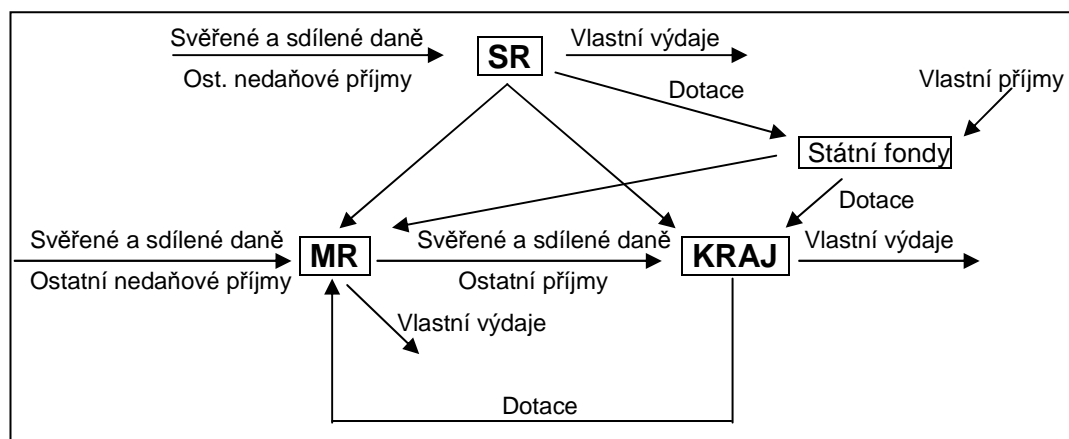 Svěřené a sdílené daně
SR
Vlastní výdaje
Ost. nedaňové příjmy
Dotace
Vlastní příjmy
Státní fondy
Dotace
Svěřené a sdílené daně
MR
Svěřené a sdílené daně
KRAJ
Vlastní výdaje
Ostatní nedaňové příjmy
Ostatní příjmy
Vlastní výdaje
Dotace